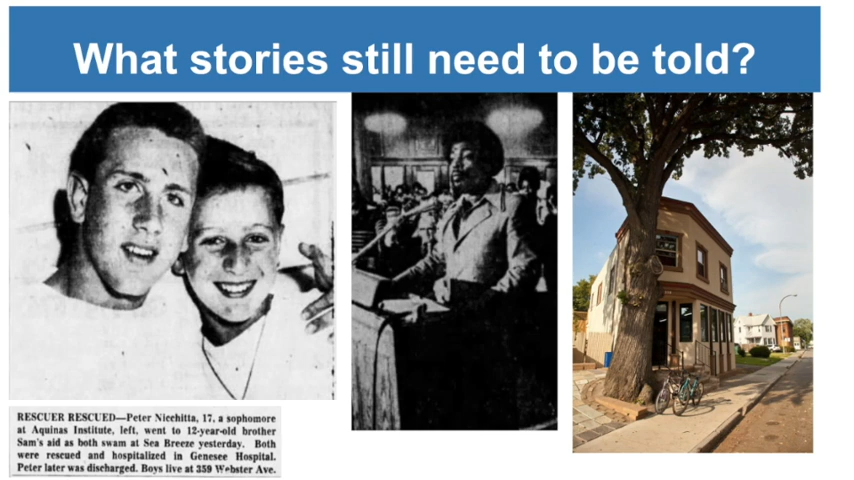 What stories still need to be told?
RESCUER RESCUED—Peter Nicchitta, 17, a sophomore
at Aquinas Institute, left, went to 12-year-old brother
Sam's aid as both swam at Sea Breeze yesterday. Both
were rescued and hospitalized in Genesee Hospital.
Peter later was discharged. Boys live at 359 Webster Ave.